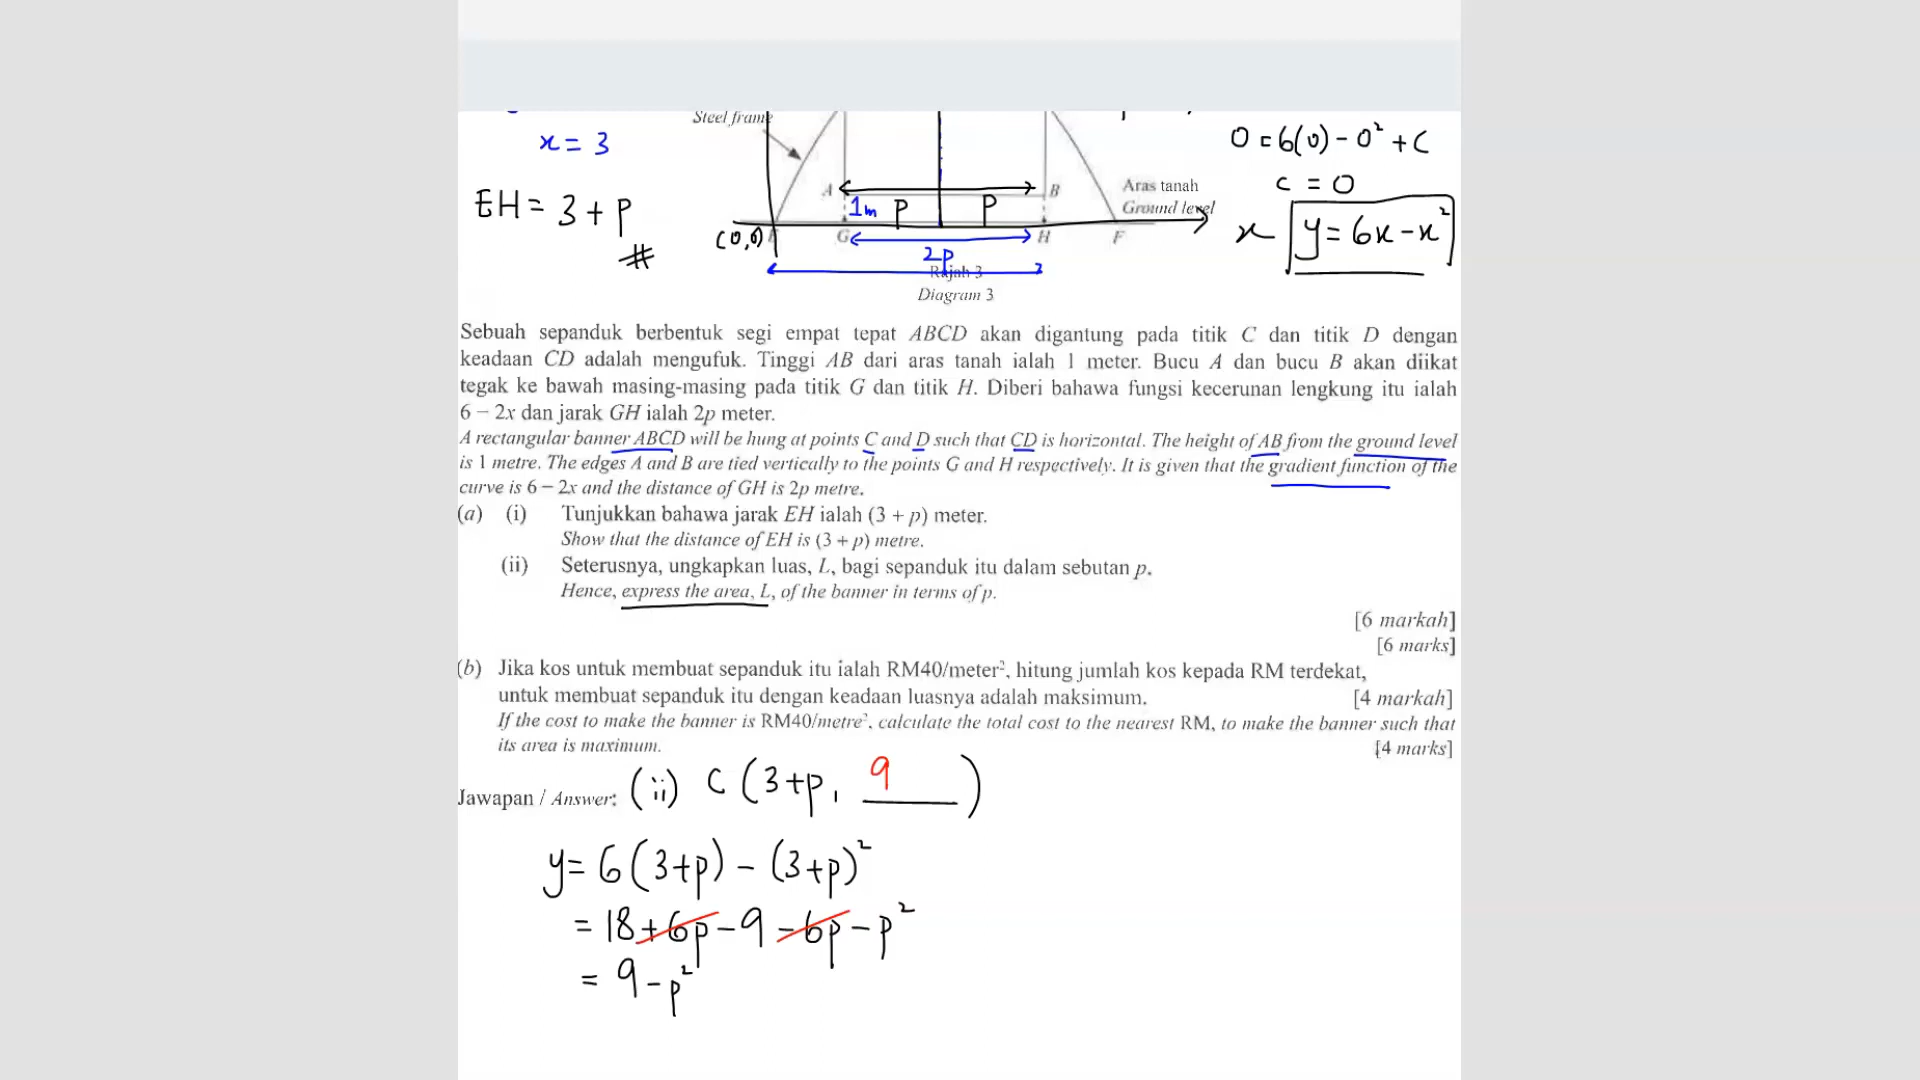 x = 3
Steel frame
0 = 6(0) - 0² + C
C = 0
EH = 3 + p
#
A
B
1m
p
p
Aras tanah
Ground level
x
y = 6x - x²
(0,0)
G
H
F
2p
Rajah 3
Diagram 3
Sebuah sepanduk berbentuk segi empat tepat ABCD akan digantung pada titik C dan titik D dengan
keadaan CD adalah mengufuk. Tinggi AB dari aras tanah ialah 1 meter. Bucu A dan bucu B akan diikat
tegak ke bawah masing-masing pada titik G dan titik H. Diberi bahawa fungsi kecerunan lengkung itu ialah
6 – 2x dan jarak GH ialah 2p meter.
A rectangular banner ABCD will be hung at points C and D such that CD is horizontal. The height of AB from the ground level
is 1 metre. The edges A and B are tied vertically to the points G and H respectively. It is given that the gradient function of the
curve is 6 – 2x and the distance of GH is 2p metre.
(a) (i) Tunjukkan bahawa jarak EH ialah (3 + p) meter.
Show that the distance of EH is (3 + p) metre.
(ii) Seterusnya, ungkapkan luas, L, bagi sepanduk itu dalam sebutan p.
Hence, express the area, L, of the banner in terms of p.
[6 markah]
[6 marks]
(b) Jika kos untuk membuat sepanduk itu ialah RM40/meter², hitung jumlah kos kepada RM terdekat,
untuk membuat sepanduk itu dengan keadaan luasnya adalah maksimum. [4 markah]
If the cost to make the banner is RM40/metre², calculate the total cost to the nearest RM, to make the banner such that
its area is maximum. [4 marks]
Jawapan / Answer: (ii) C (3+p, 9)
y = 6(3+p) - (3+p)²
= 18 + 6p - 9 - 6p - p²
= 9 - p²